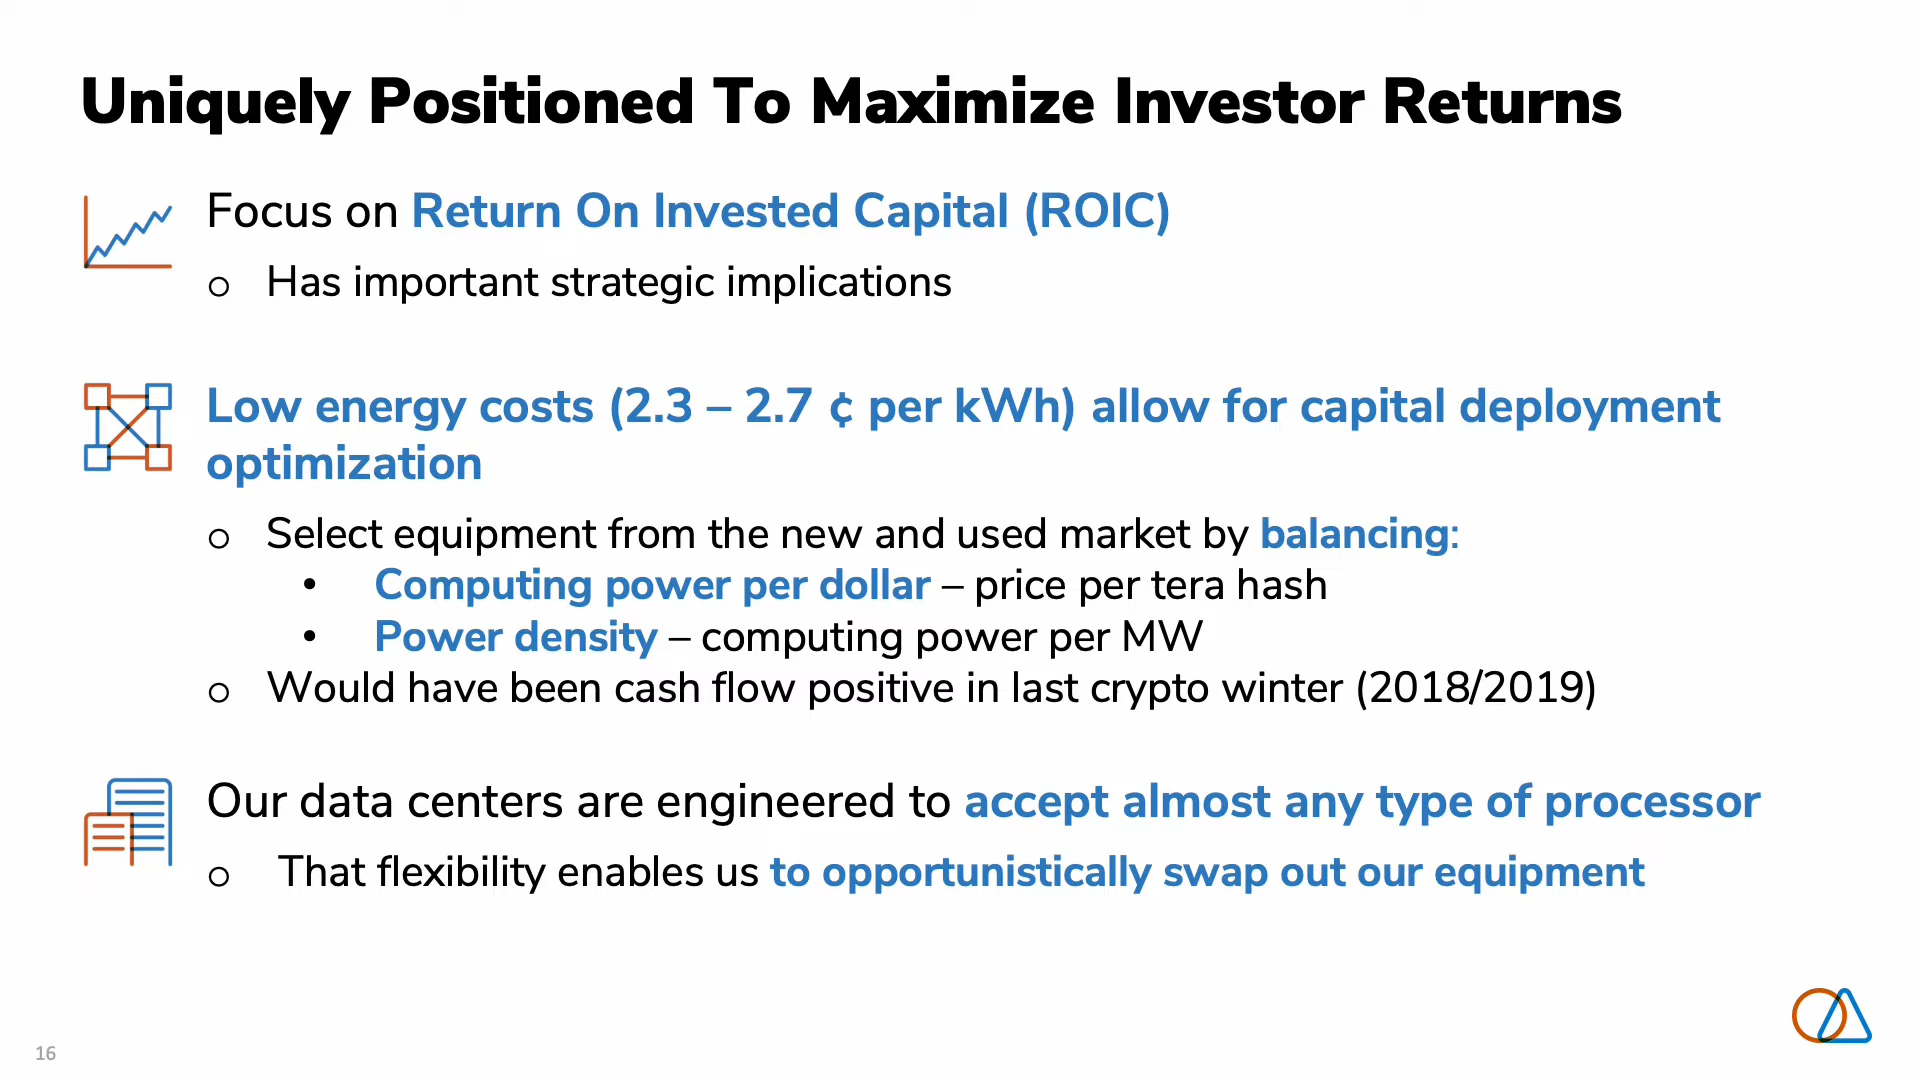 Uniquely Positioned To Maximize Investor Returns
Focus on Return On Invested Capital (ROIC)
o Has important strategic implications
Low energy costs (2.3 – 2.7 ¢ per kWh) allow for capital deployment
optimization
o Select equipment from the new and used market by balancing:
• Computing power per dollar – price per tera hash
• Power density – computing power per MW
o Would have been cash flow positive in last crypto winter (2018/2019)
Our data centers are engineered to accept almost any type of processor
o That flexibility enables us to opportunistically swap out our equipment
16